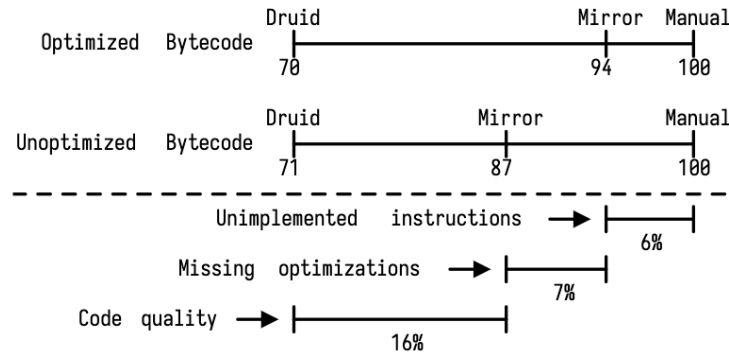 Druid Mirror Manual
Optimized Bytecode
70 94 100
Druid Mirror Manual
Unoptimized Bytecode
71 87 100
Unimplemented instructions
6%
Missing optimizations
7%
Code quality
16%